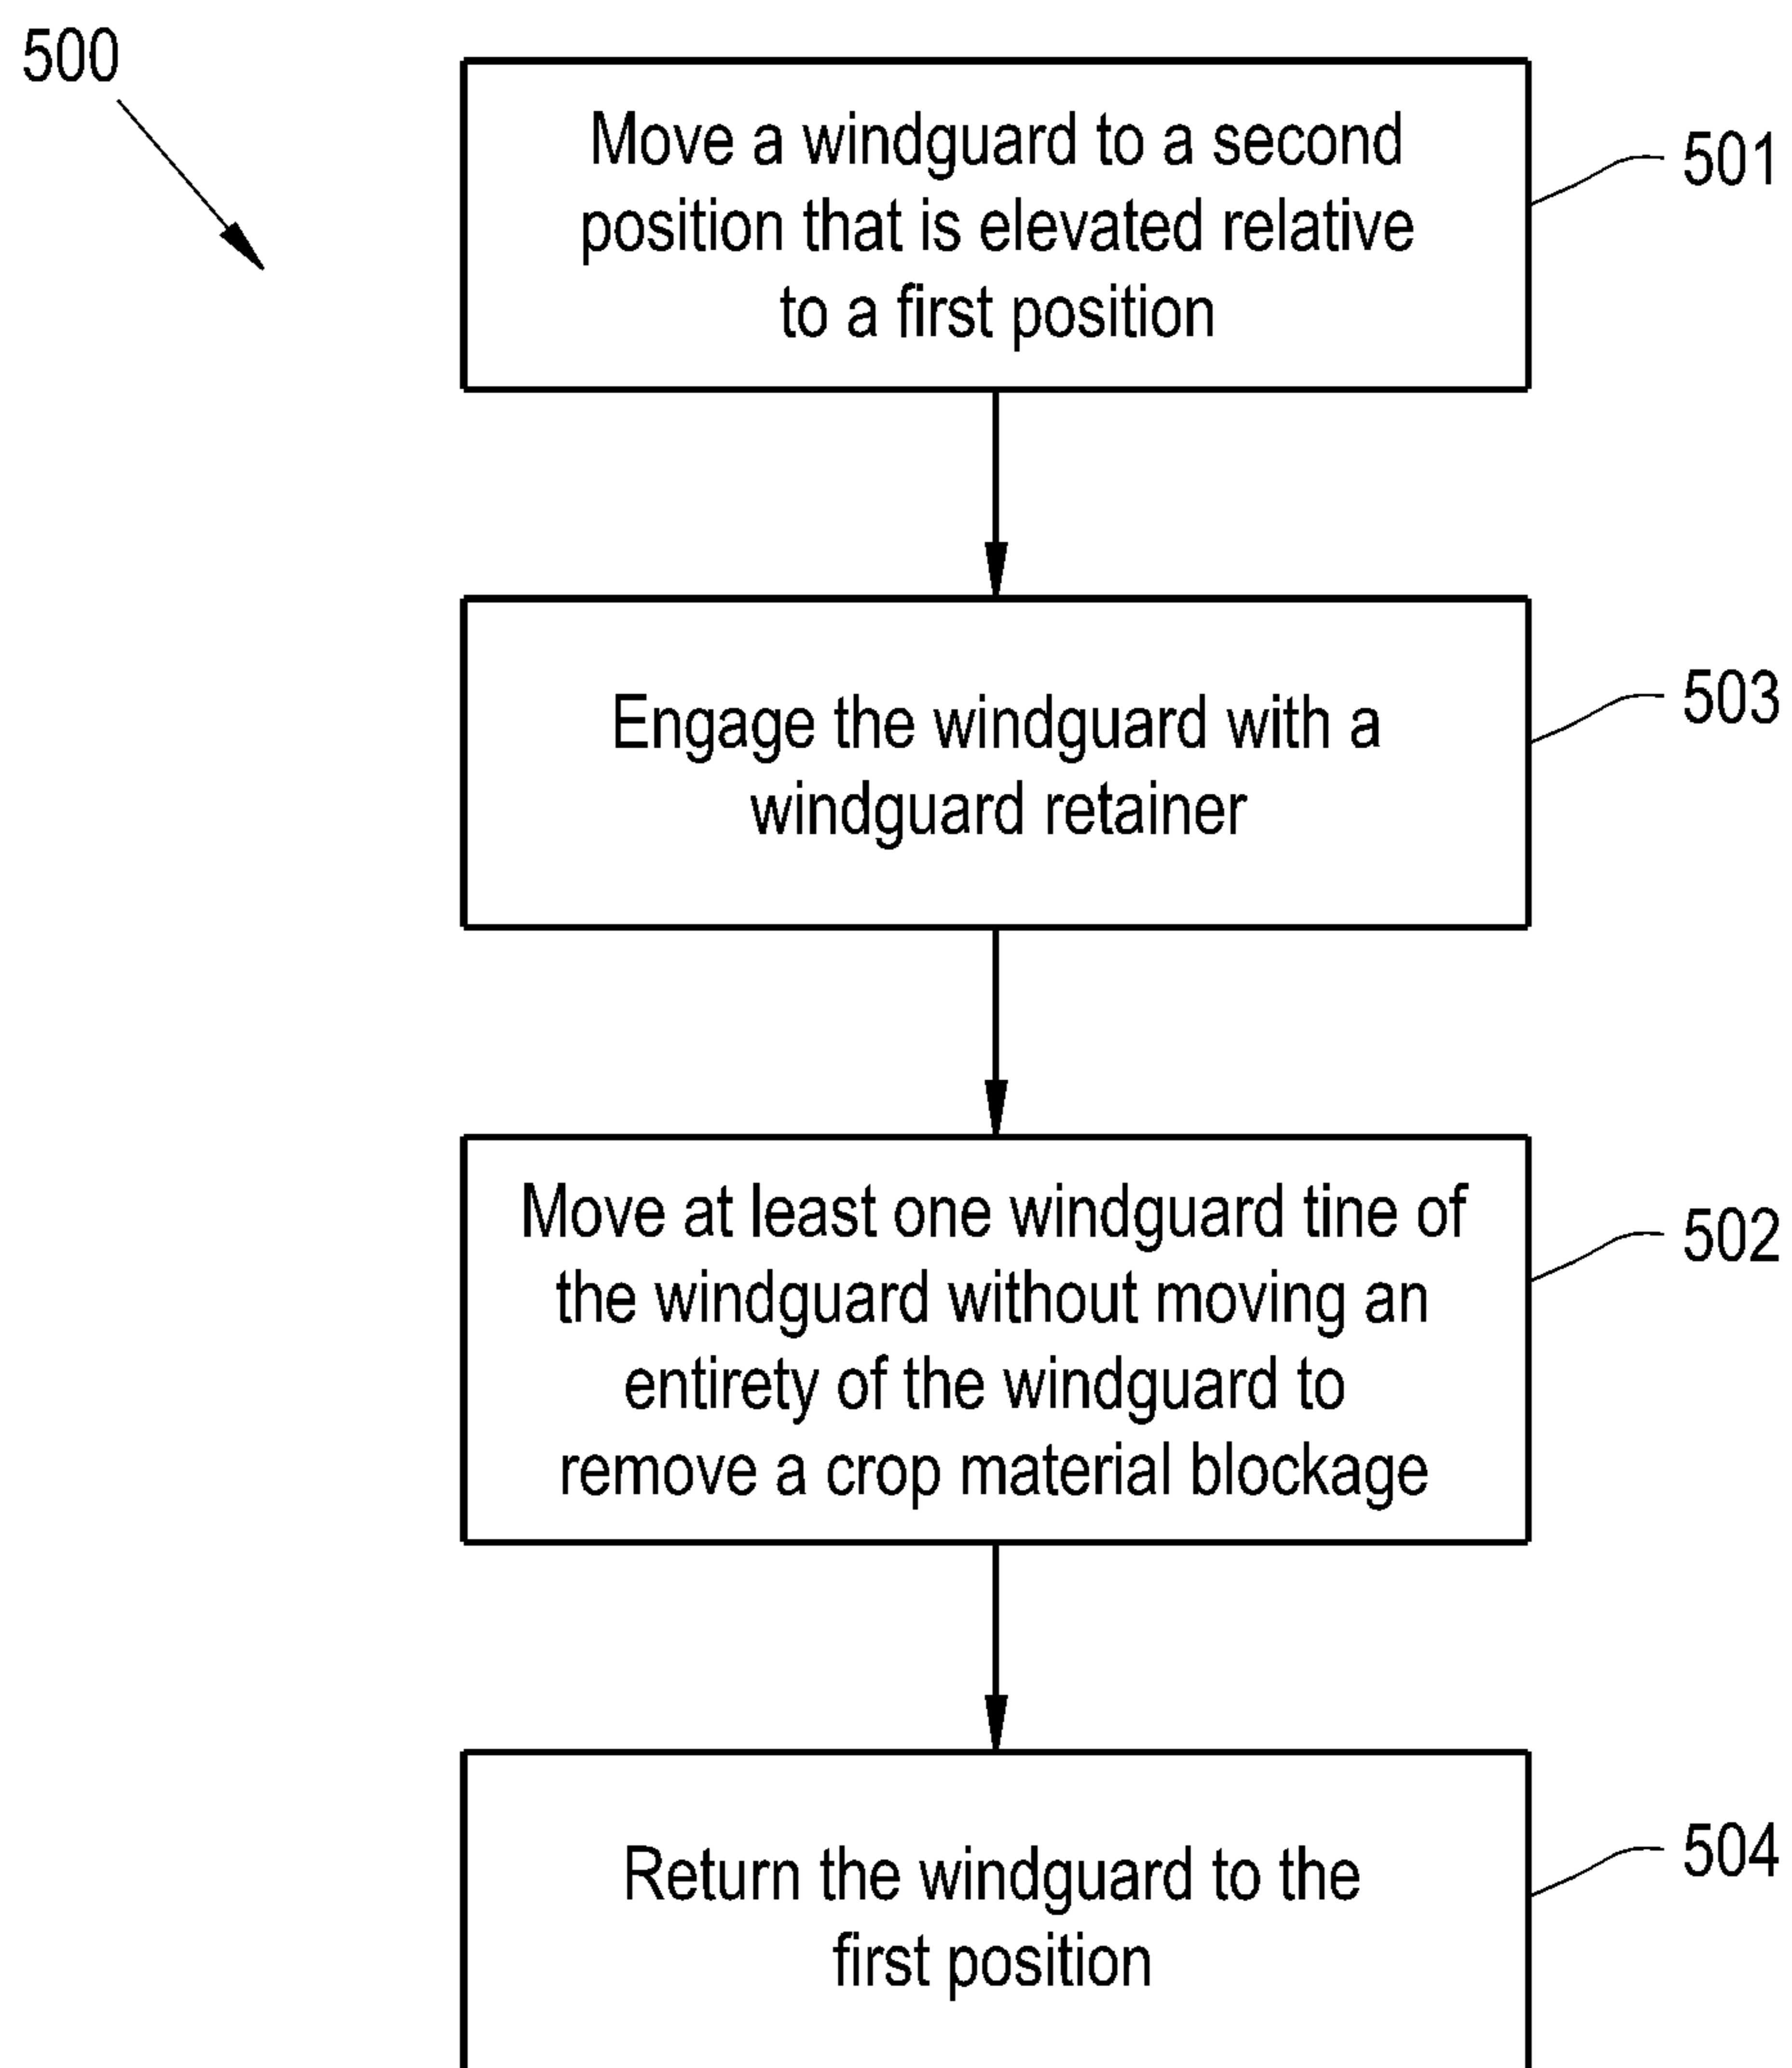 500
Move a windguard to a second
position that is elevated relative
to a first position
501
Engage the windguard with a
windguard retainer
503
Move at least one windguard tine of
the windguard without moving an
entirety of the windguard to
remove a crop material blockage
502
Return the windguard to the
first position
504